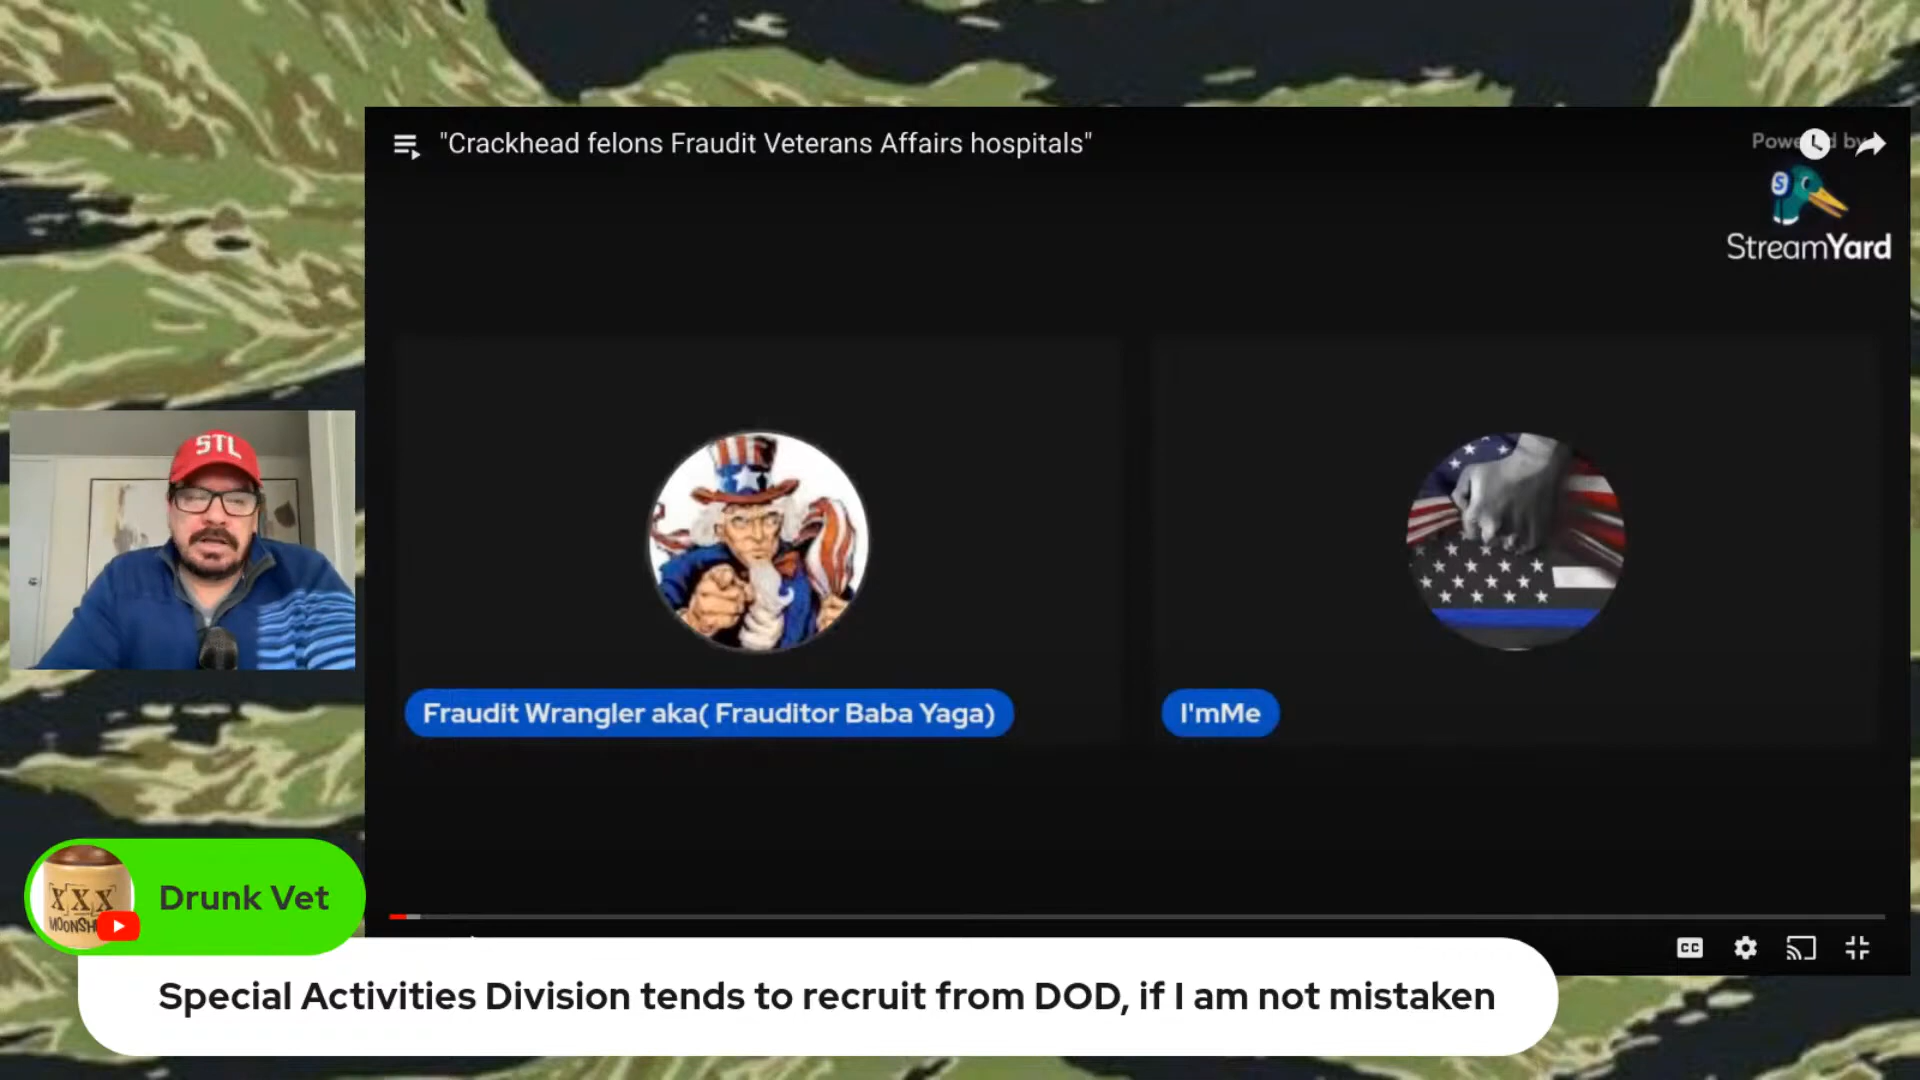 "Crackhead felons Fraudit Veterans Affairs hospitals"
StreamYard
STL
Fraudit Wrangler aka( Frauditor Baba Yaga)
I'mMe
XXX
Drunk Vet
CC
Special Activities Division tends to recruit from DOD, if I am not mistaken